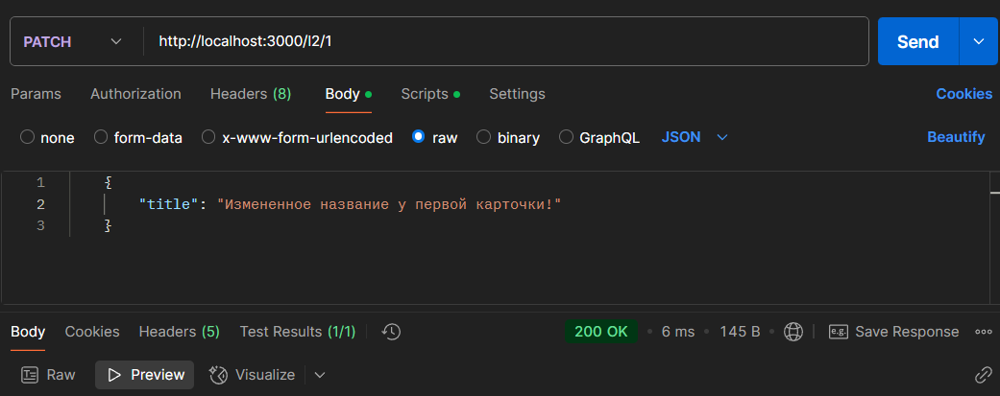 PATCH http://localhost:3000/l2/1 Send
Params Authorization Headers (8) Body Scripts Settings Cookies
none form-data x-www-form-urlencoded raw binary GraphQL JSON Beautify
1 {
2 "title": "Измененное название у первой карточки!"
3 }
Body Cookies Headers (5) Test Results (1/1) 200 OK • 6 ms • 145 B • e.g. Save Response
Raw Preview Visualize